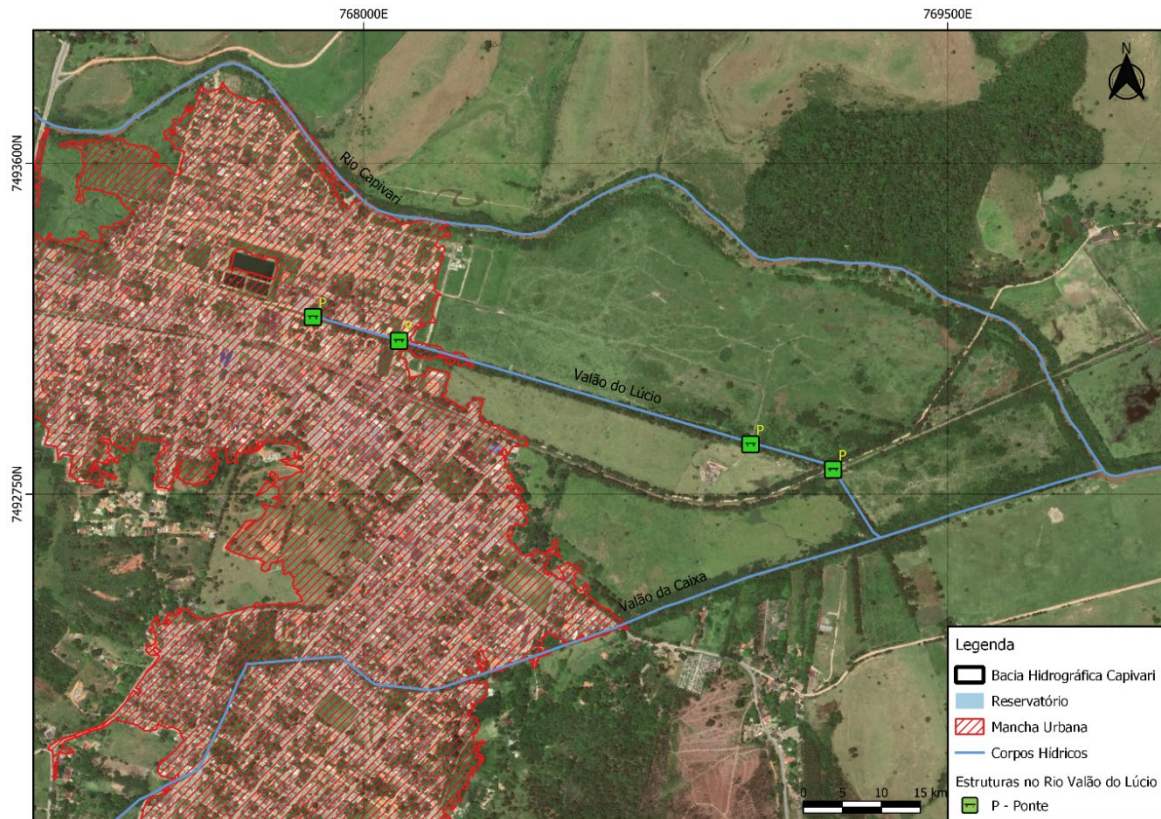 768000E
769500E
N
7493600N
Rio Capivari
P
P
Valão do Lúcio
P
P
7492750N
Valão da Caixa
Legenda
Bacia Hidrográfica Capivari
Reservatório
Mancha Urbana
Corpos Hídricos
Estruturas no Rio Valão do Lúcio
P - Ponte
0 5 10 15 km